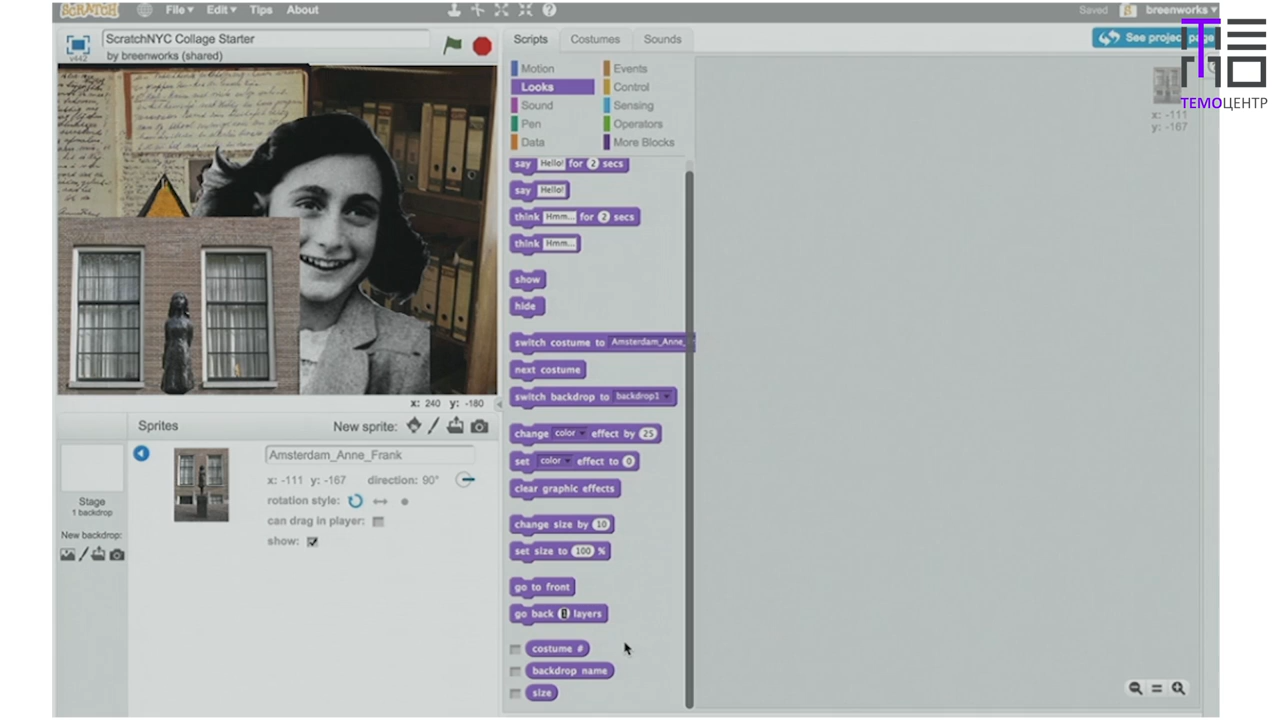 SCRATCH File▾ Edit▾ Tips About Saved breenworks▾
ScratchNYC Collage Starter
by breenworks (shared)
v442
Scripts Costumes Sounds
See project page
ТЕМОЦЕНТР
Motion Events
Looks Control
Sound Sensing
Pen Operators
Data More Blocks
x: -111
y: -167
say Hello! for 2 secs
say Hello!
think Hmm... for 2 secs
think Hmm...
show
hide
switch costume to Amsterdam_Anne_
next costume
switch backdrop to backdrop1
change color effect by 25
set color effect to 0
clear graphic effects
change size by 10
set size to 100 %
go to front
go back 1 layers
costume #
backdrop name
size
x: 240 y: -180
Sprites New sprite:
Amsterdam_Anne_Frank
x: -111 y: -167 direction: 90°
rotation style:
can drag in player:
show:
Stage
1 backdrop
New backdrop: